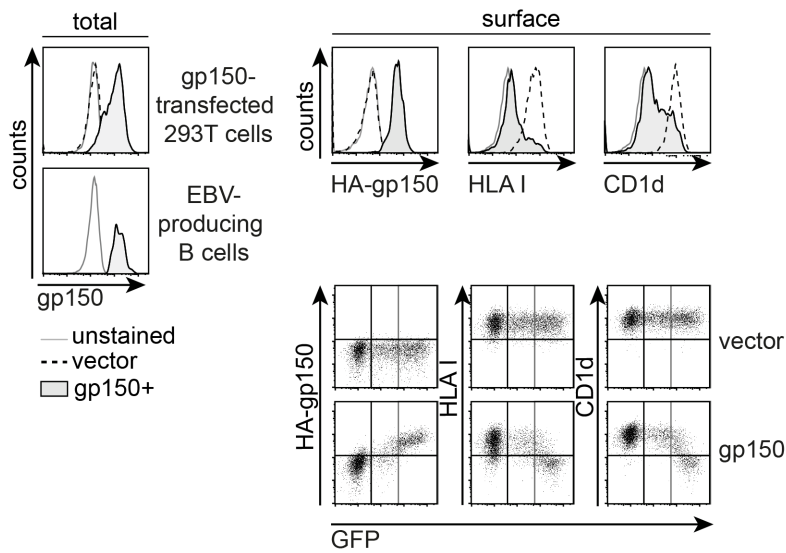 total
surface
counts
gp150-
transfected
293T cells
counts
HA-gp150
HLA I
CD1d
EBV-
producing
B cells
gp150
unstained
vector
gp150+
HA-gp150
HLA I
CD1d
vector
gp150
GFP